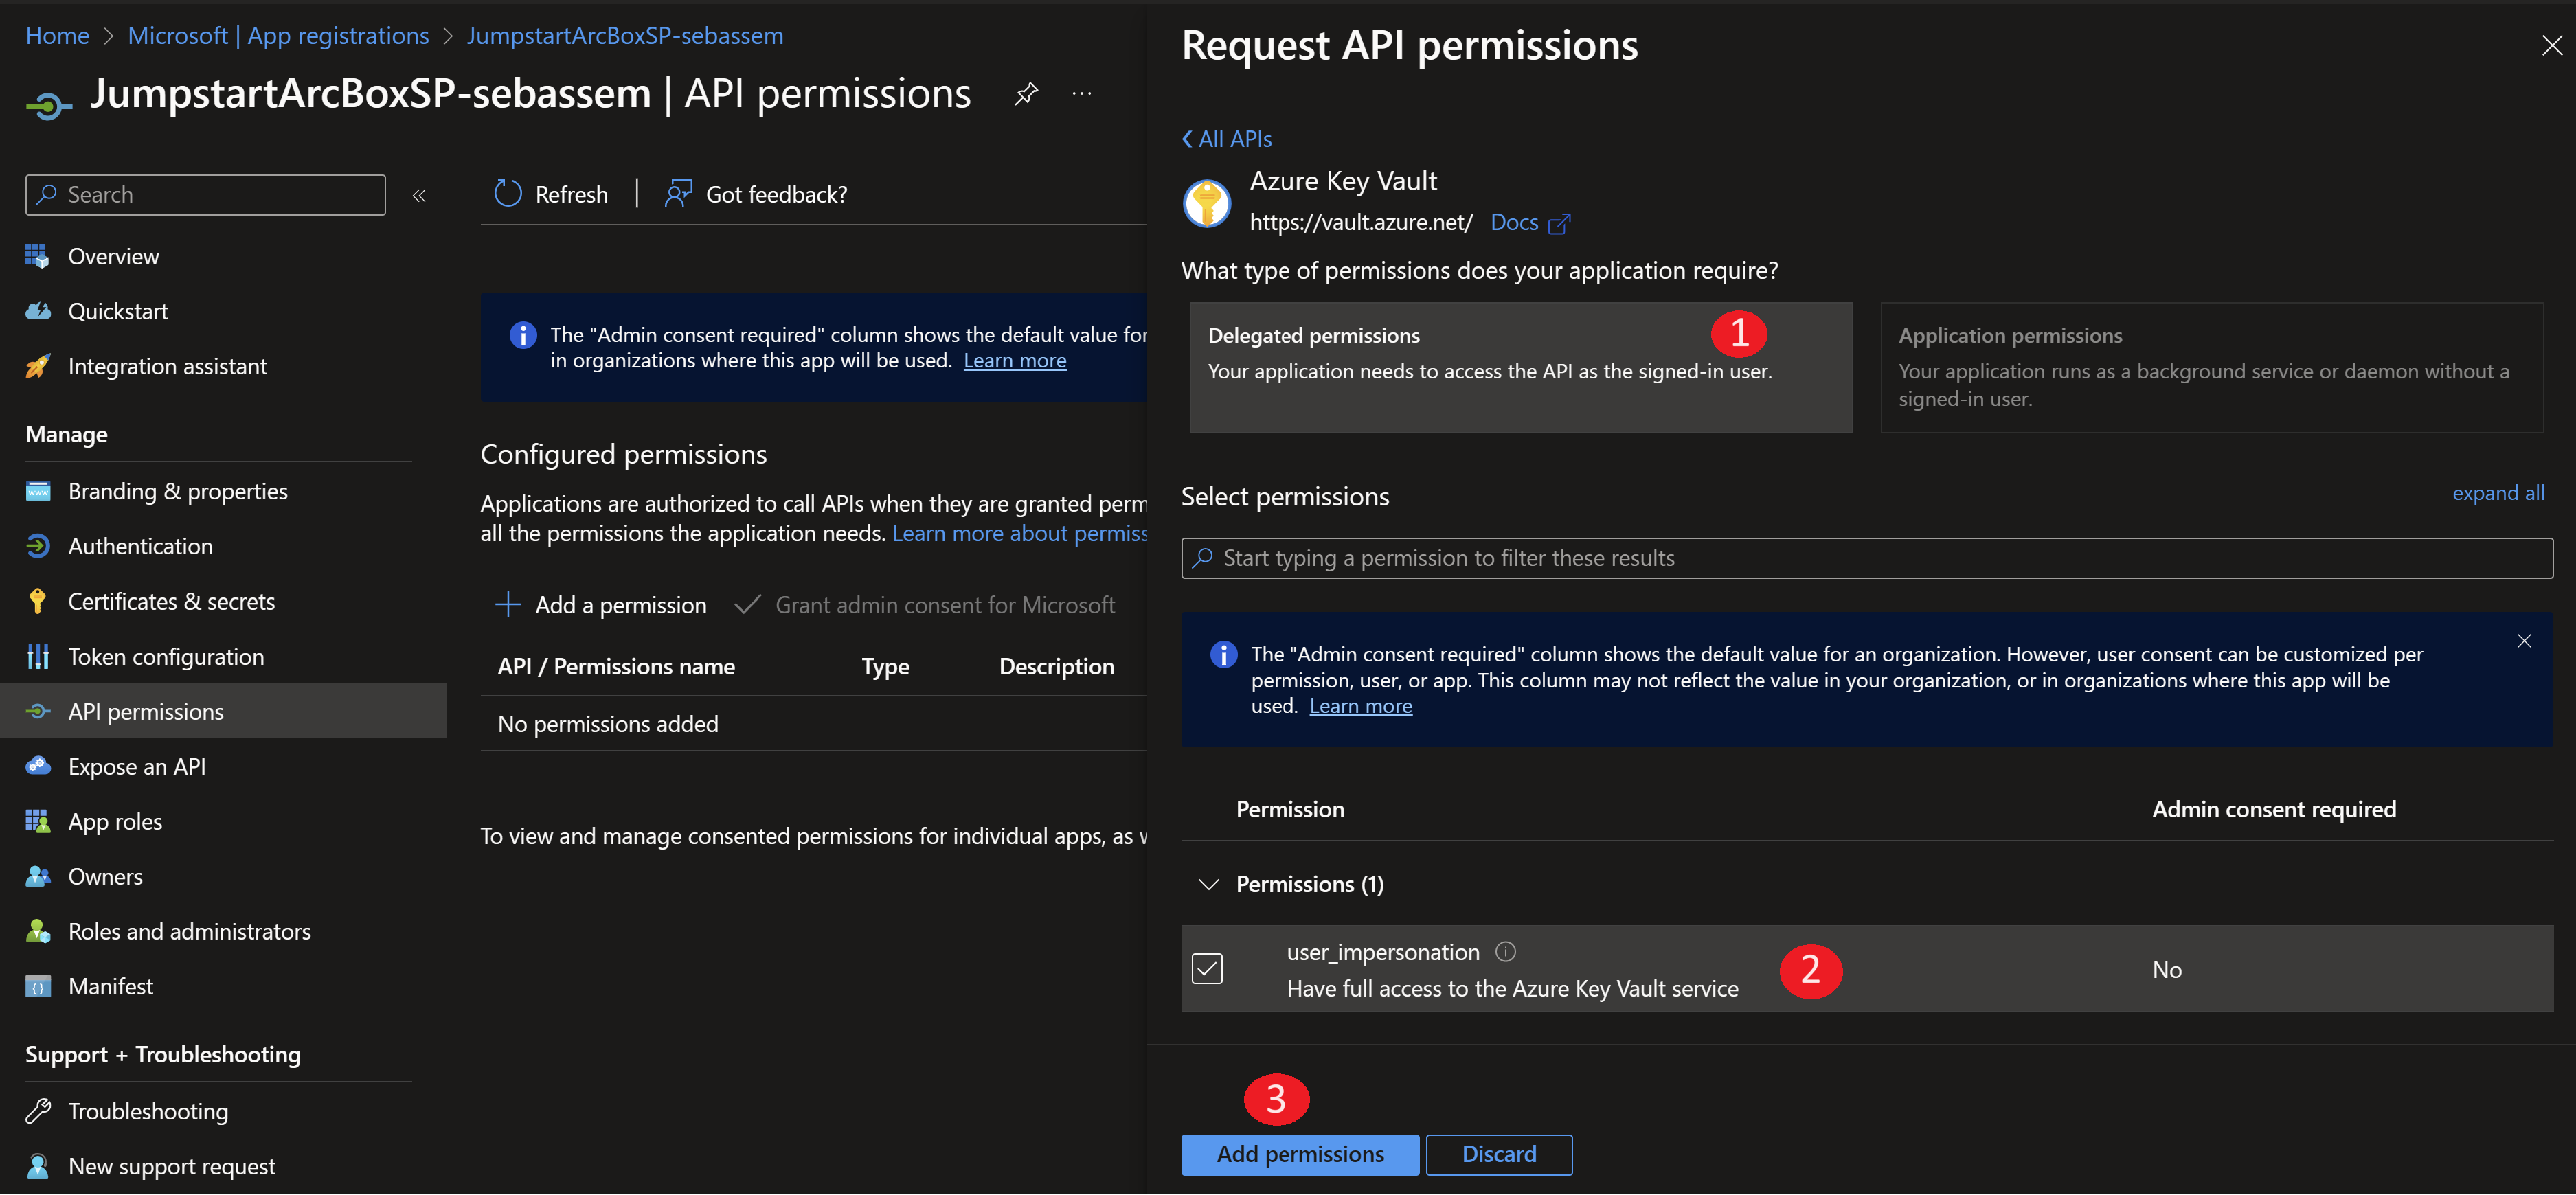 Home > Microsoft | App registrations > JumpstartArcBoxSP-sebassem
JumpstartArcBoxSP-sebassem | API permissions ...
Search
«
Overview
Quickstart
Integration assistant
Manage
Branding & properties
Authentication
Certificates & secrets
Token configuration
API permissions
Expose an API
App roles
Owners
Roles and administrators
Manifest
Support + Troubleshooting
Troubleshooting
New support request
Refresh | Got feedback?
The "Admin consent required" column shows the default value for
in organizations where this app will be used. Learn more
Configured permissions
Applications are authorized to call APIs when they are granted perm
all the permissions the application needs. Learn more about permiss
Add a permission Grant admin consent for Microsoft
API / Permissions name Type Description
No permissions added
To view and manage consented permissions for individual apps, as w
Request API permissions
All APIs
Azure Key Vault
https://vault.azure.net/ Docs
What type of permissions does your application require?
Delegated permissions 1
Your application needs to access the API as the signed-in user.
Application permissions
Your application runs as a background service or daemon without a
signed-in user.
Select permissions expand all
Start typing a permission to filter these results
The "Admin consent required" column shows the default value for an organization. However, user consent can be customized per
permission, user, or app. This column may not reflect the value in your organization, or in organizations where this app will be
used. Learn more
Permission Admin consent required
Permissions (1)
user_impersonation
Have full access to the Azure Key Vault service 2 No
3
Add permissions Discard